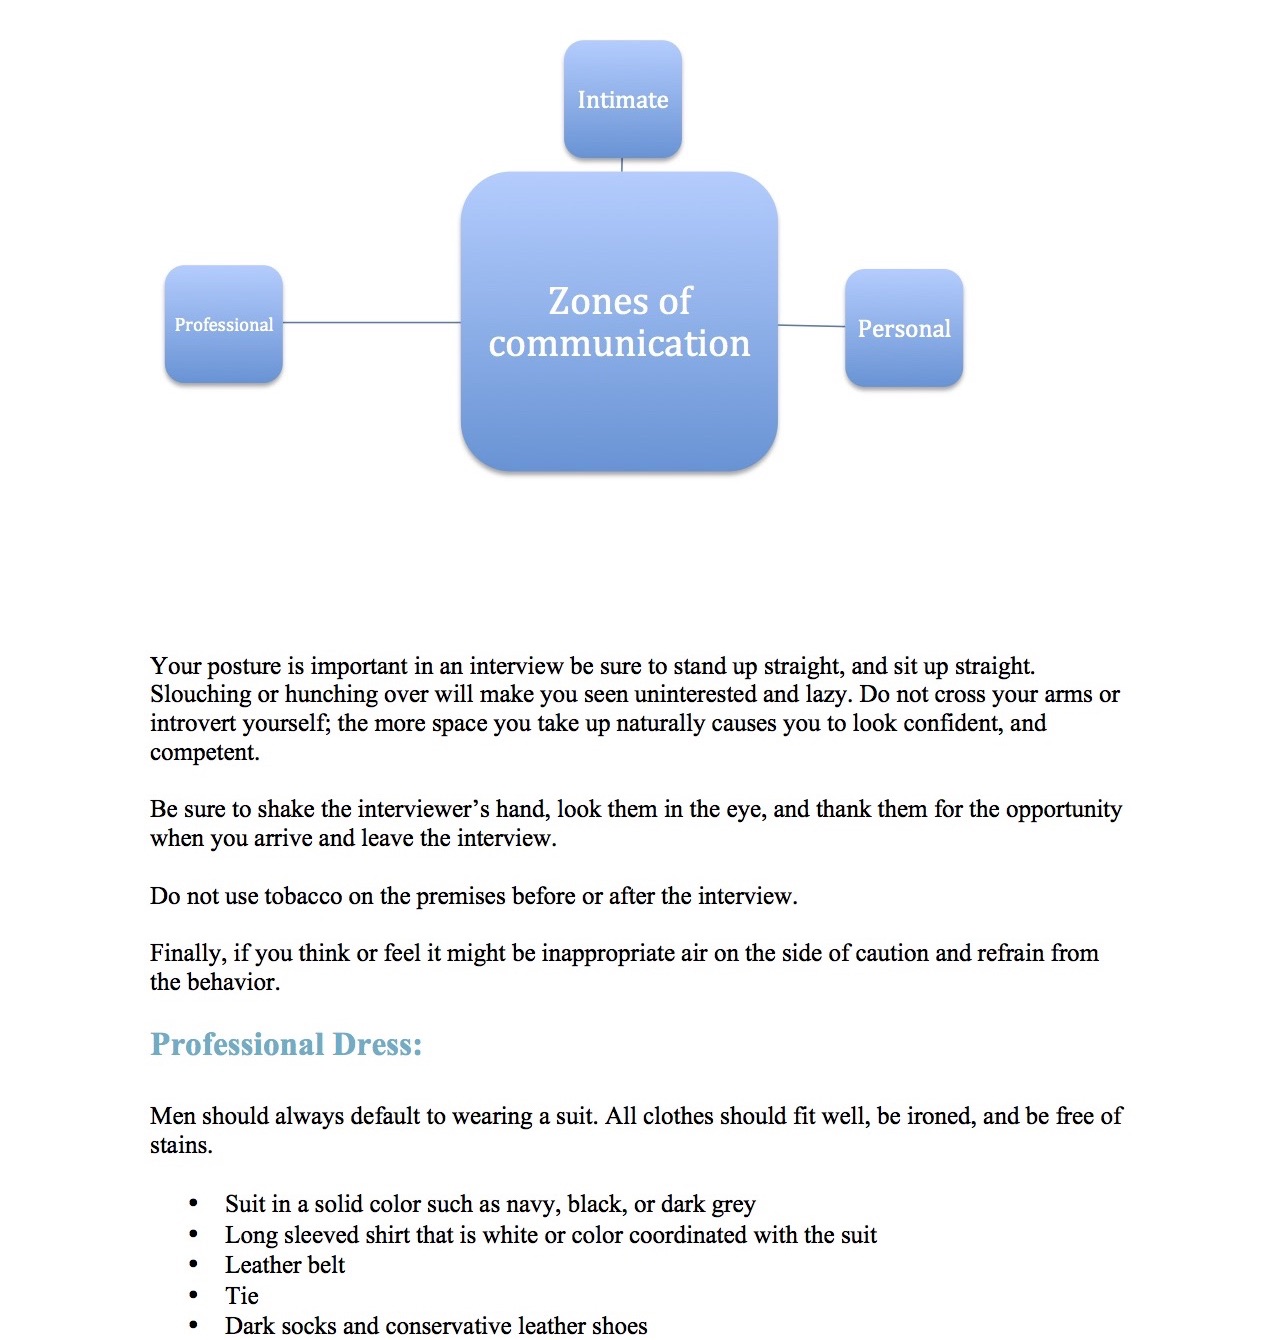 Intimate
Zones of
communication
Professional
Personal
Your posture is important in an interview be sure to stand up straight, and sit up straight.
Slouching or hunching over will make you seen uninterested and lazy. Do not cross your arms or
introvert yourself; the more space you take up naturally causes you to look confident, and
competent.
Be sure to shake the interviewer’s hand, look them in the eye, and thank them for the opportunity
when you arrive and leave the interview.
Do not use tobacco on the premises before or after the interview.
Finally, if you think or feel it might be inappropriate air on the side of caution and refrain from
the behavior.
Professional Dress:
Men should always default to wearing a suit. All clothes should fit well, be ironed, and be free of
stains.
• Suit in a solid color such as navy, black, or dark grey
• Long sleeved shirt that is white or color coordinated with the suit
• Leather belt
• Tie
• Dark socks and conservative leather shoes